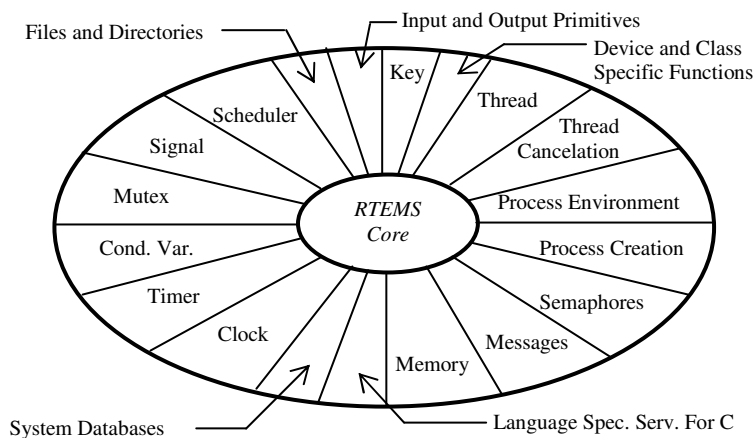 Input and Output Primitives
Files and Directories
Device and Class
Specific Functions
Key
Thread
Scheduler
Thread
Cancelation
Signal
Mutex
Process Environment
RTEMS
Core
Cond. Var.
Process Creation
Timer
Semaphores
Clock
Messages
Memory
System Databases
Language Spec. Serv. For C